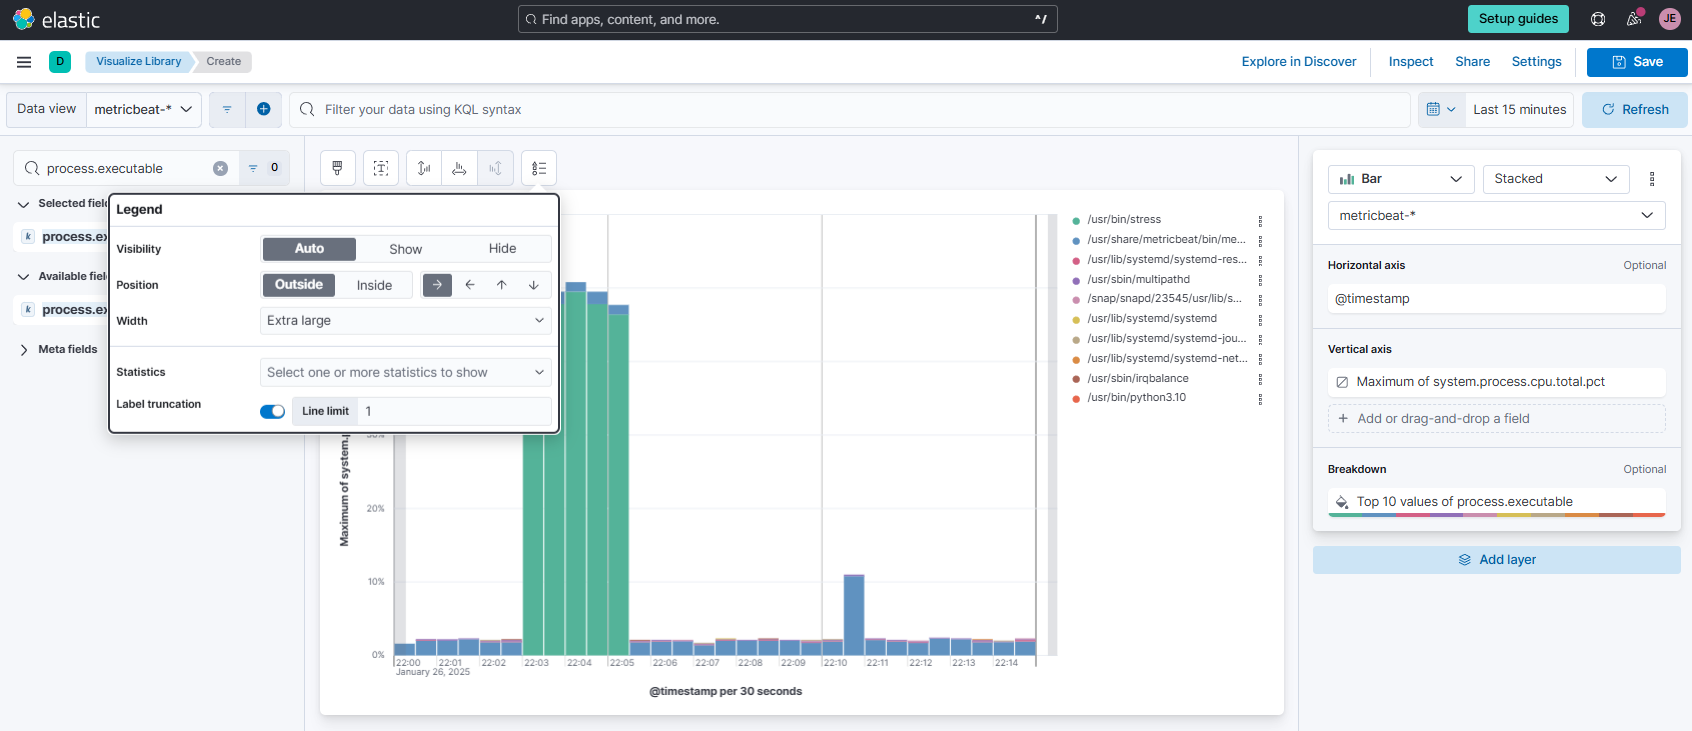 elastic
Find apps, content, and more.
^/
Setup guides
JE
D
Visualize Library
Create
Explore in Discover
Inspect
Share
Settings
Save
Data view
metricbeat-*
Filter your data using KQL syntax
Last 15 minutes
Refresh
process.executable
0
Selected fiel
k process.ex
Available fiel
k process.ex
Meta fields
Legend
Visibility
Auto
Show
Hide
Position
Outside
Inside
Width
Extra large
Statistics
Select one or more statistics to show
Label truncation
Line limit
1
Maximum of system.p
30%
20%
10%
0%
22:00
22:01
22:02
22:03
22:04
22:05
22:06
22:07
22:08
22:09
22:10
22:11
22:12
22:13
22:14
January 26, 2025
@timestamp per 30 seconds
/usr/bin/stress
/usr/share/metricbeat/bin/me...
/usr/lib/systemd/systemd-res...
/usr/sbin/multipathd
/snap/snapd/23545/usr/lib/s...
/usr/lib/systemd/systemd
/usr/lib/systemd/systemd-jou...
/usr/lib/systemd/systemd-net...
/usr/sbin/irqbalance
/usr/bin/python3.10
Bar
Stacked
metricbeat-*
Horizontal axis
Optional
@timestamp
Vertical axis
Maximum of system.process.cpu.total.pct
Add or drag-and-drop a field
Breakdown
Optional
Top 10 values of process.executable
Add layer